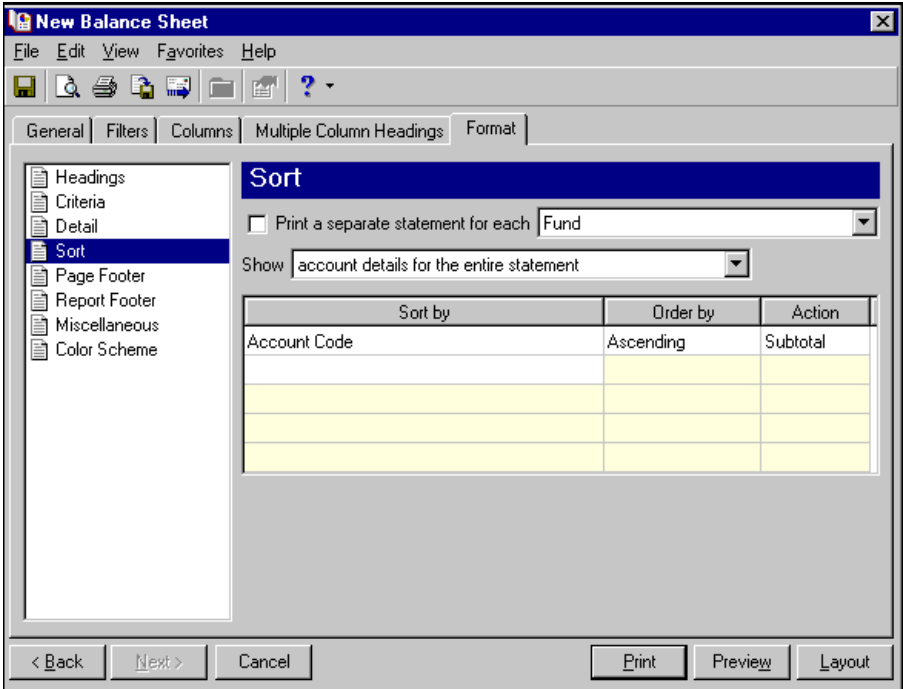 New Balance Sheet
File Edit View Favorites Help
?
General Filters Columns Multiple Column Headings Format
Headings
Criteria
Detail
Sort
Page Footer
Report Footer
Miscellaneous
Color Scheme
Sort
Print a separate statement for each Fund
Show account details for the entire statement
Sort by Order by Action
Account Code Ascending Subtotal
< Back Next > Cancel Print Preview Layout